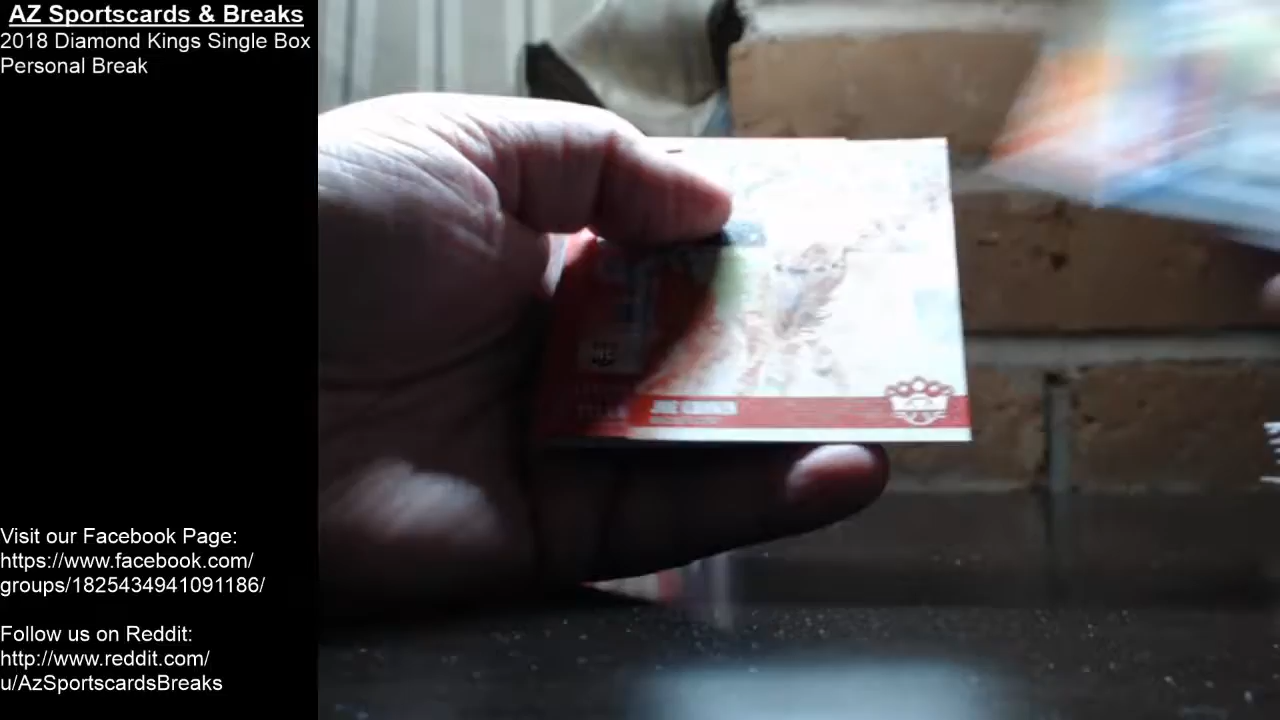 AZ Sportscards & Breaks
2018 Diamond Kings Single Box
Personal Break
Visit our Facebook Page:
https://www.facebook.com/
groups/1825434941091186/
Follow us on Reddit:
http://www.reddit.com/
u/AzSportscardsBreaks
JOE